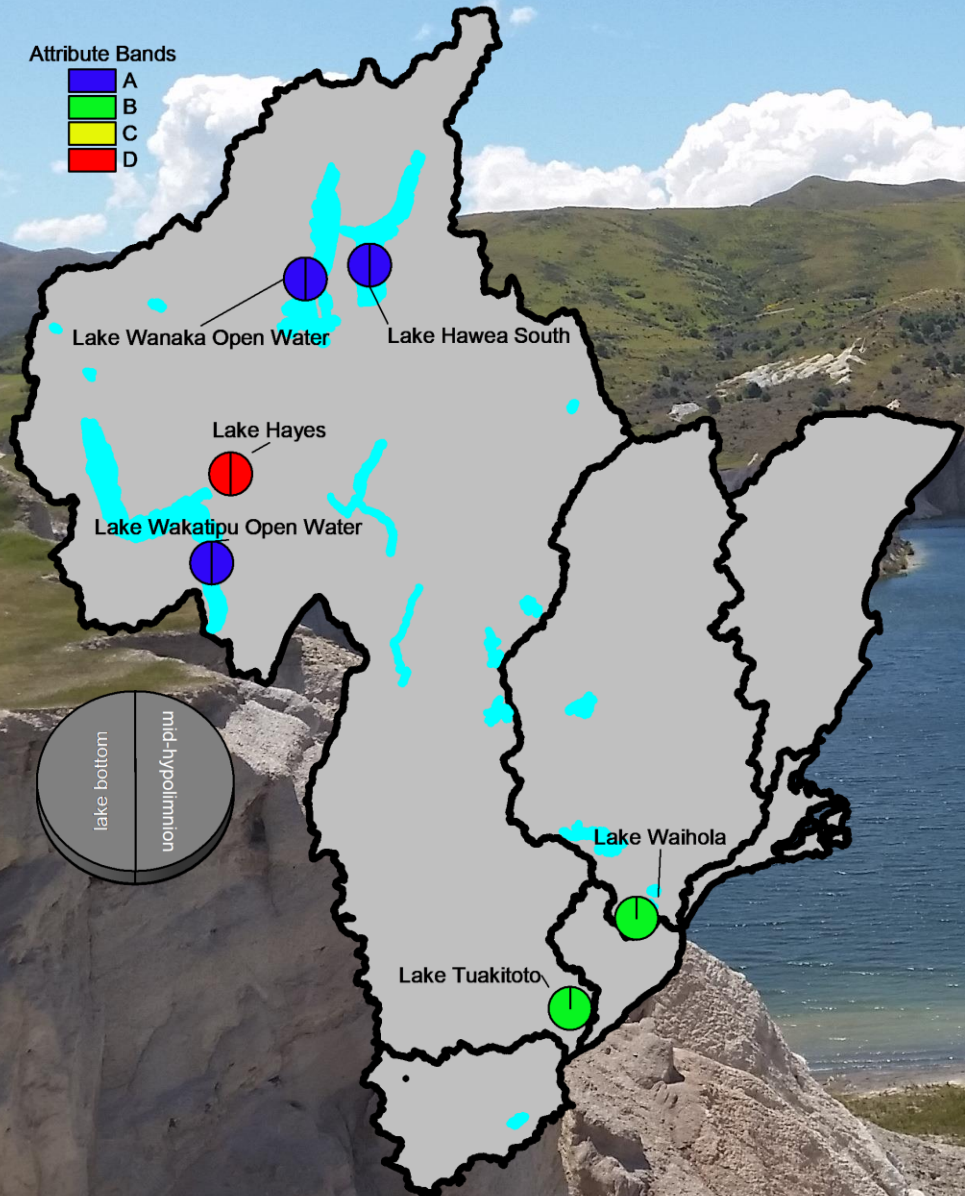 Attribute Bands
A
B
C
D
Lake Wanaka Open Water
Lake Hawea South
Lake Hayes
Lake Wakatipu Open Water
lake bottom
mid-hypolimnion
Lake Waihola
Lake Tuakitoto